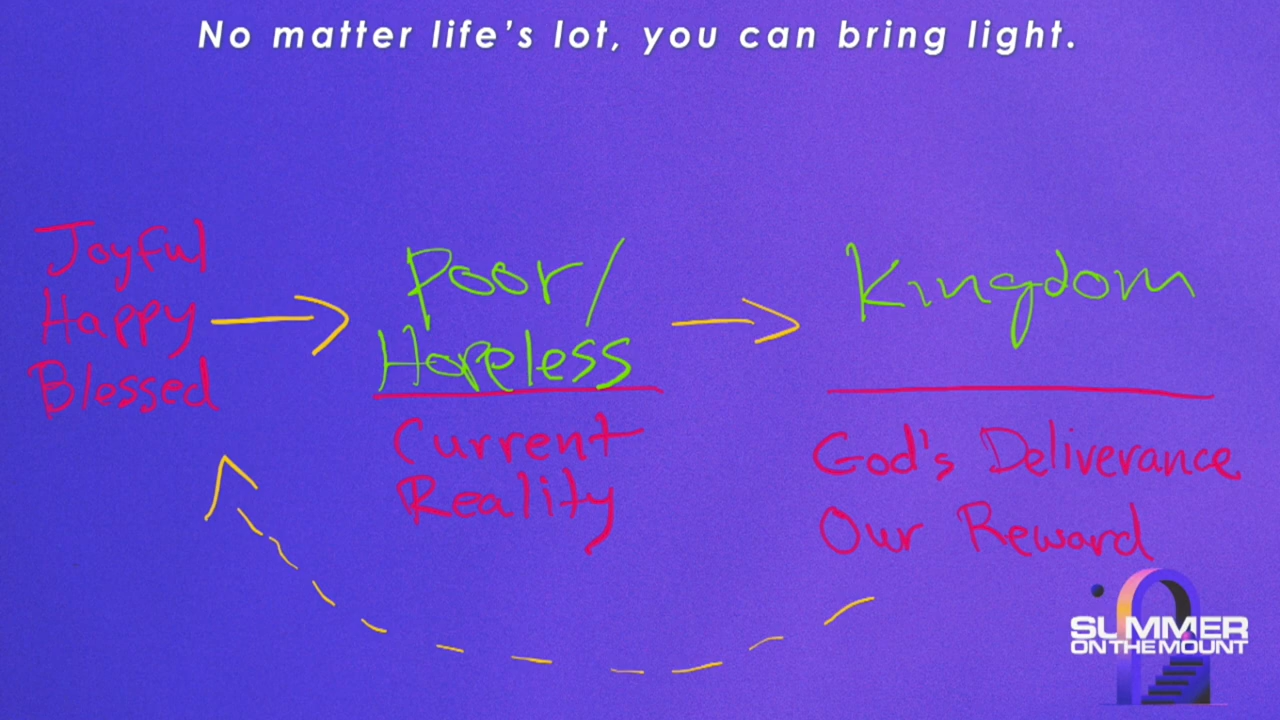 No matter life's lot, you can bring light.
Joyful
Happy
Blessed
Poor/
Hopeless
Current
Reality
Kingdom
God's Deliverance
Our Reward
SUMMER
ON THE MOUNT